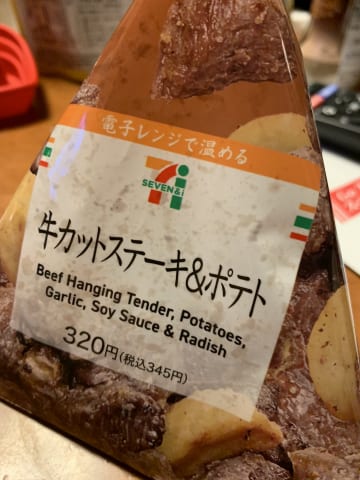 電子レンジで温める
SEVEN&i
牛カットステーキ&ポテト
Beef Hanging Tender, Potatoes,
Garlic, Soy Sauce & Radish
320円(税込345円)